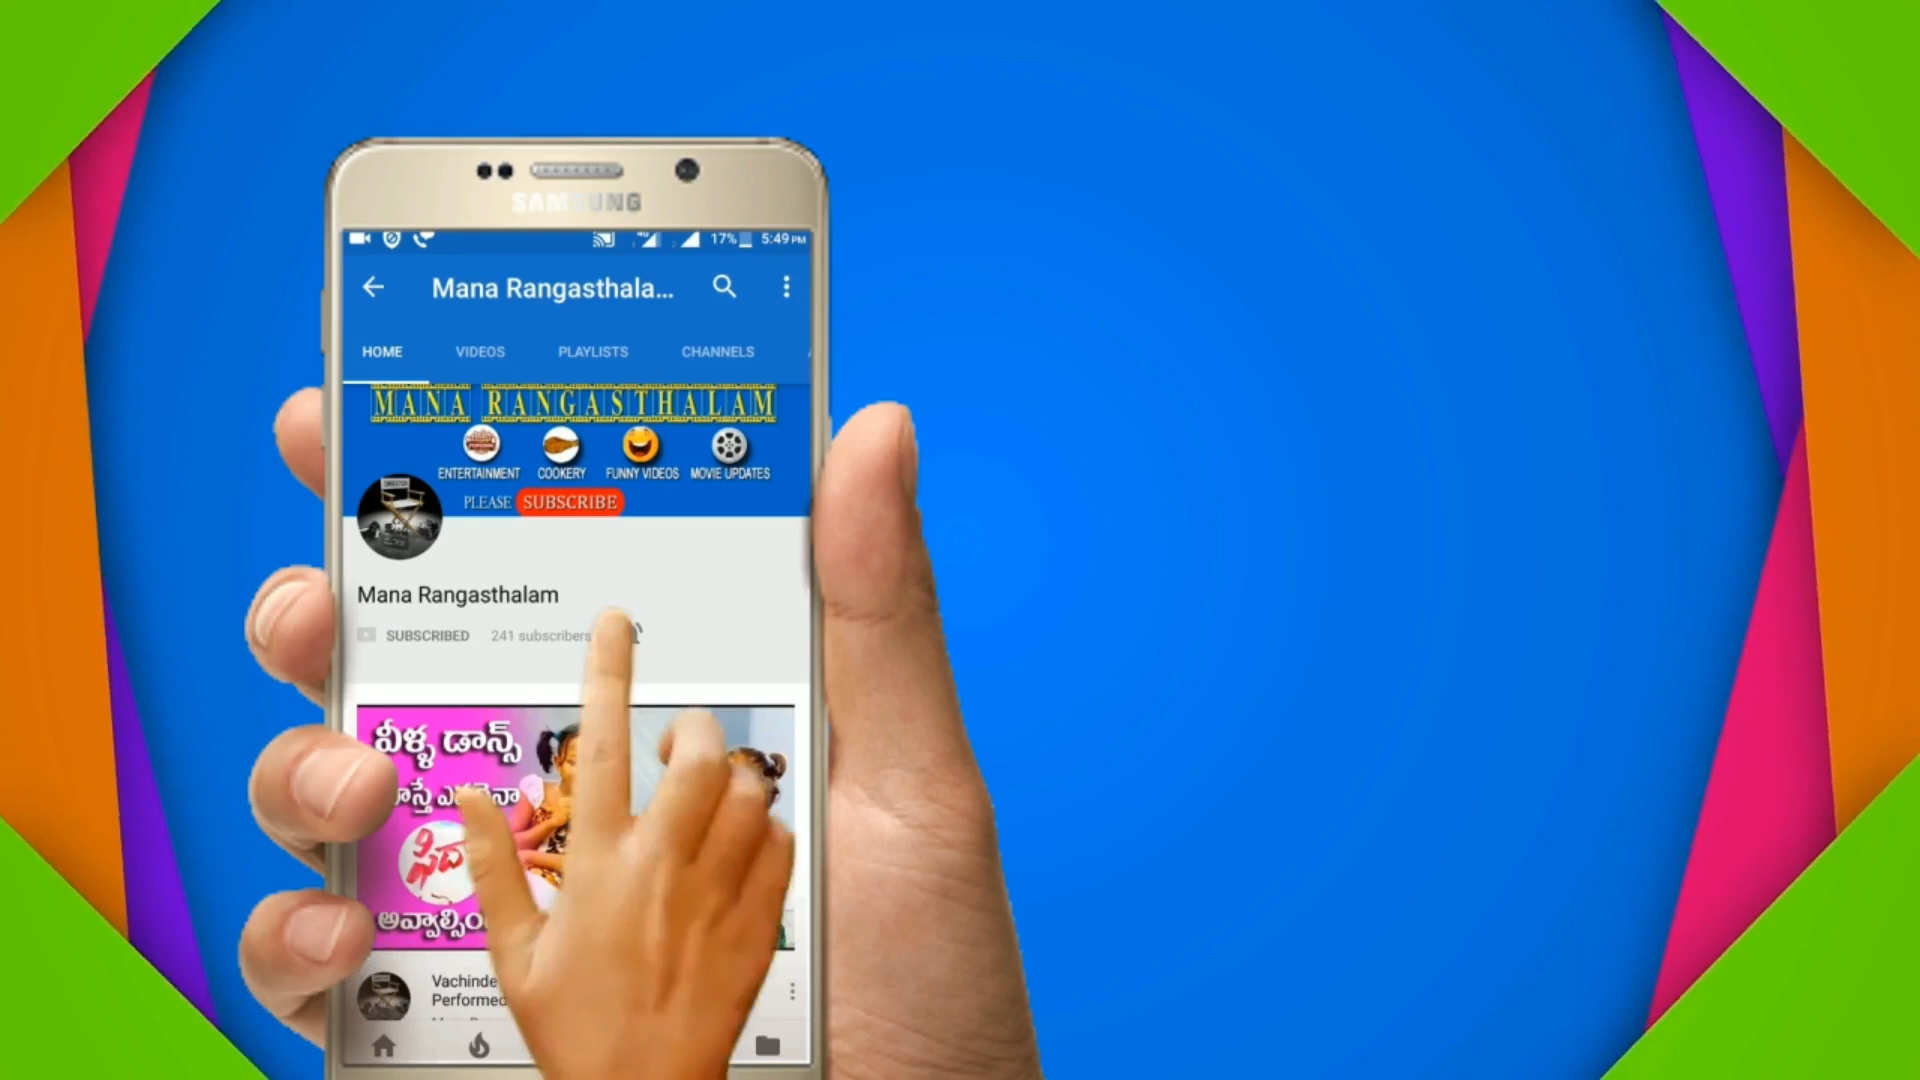 SAMSUNG
17% 5:49 PM
Mana Rangasthala...
HOME VIDEOS PLAYLISTS CHANNELS
MANA RANGASTHALAM
ENTERTAINMENT COOKERY FUNNY VIDEOS MOVIE UPDATES
PLEASE SUBSCRIBE
DIRECTOR
Mana Rangasthalam
SUBSCRIBED 241 subscribers
వీళ్ళ డాన్స్
Vachinde
Performed